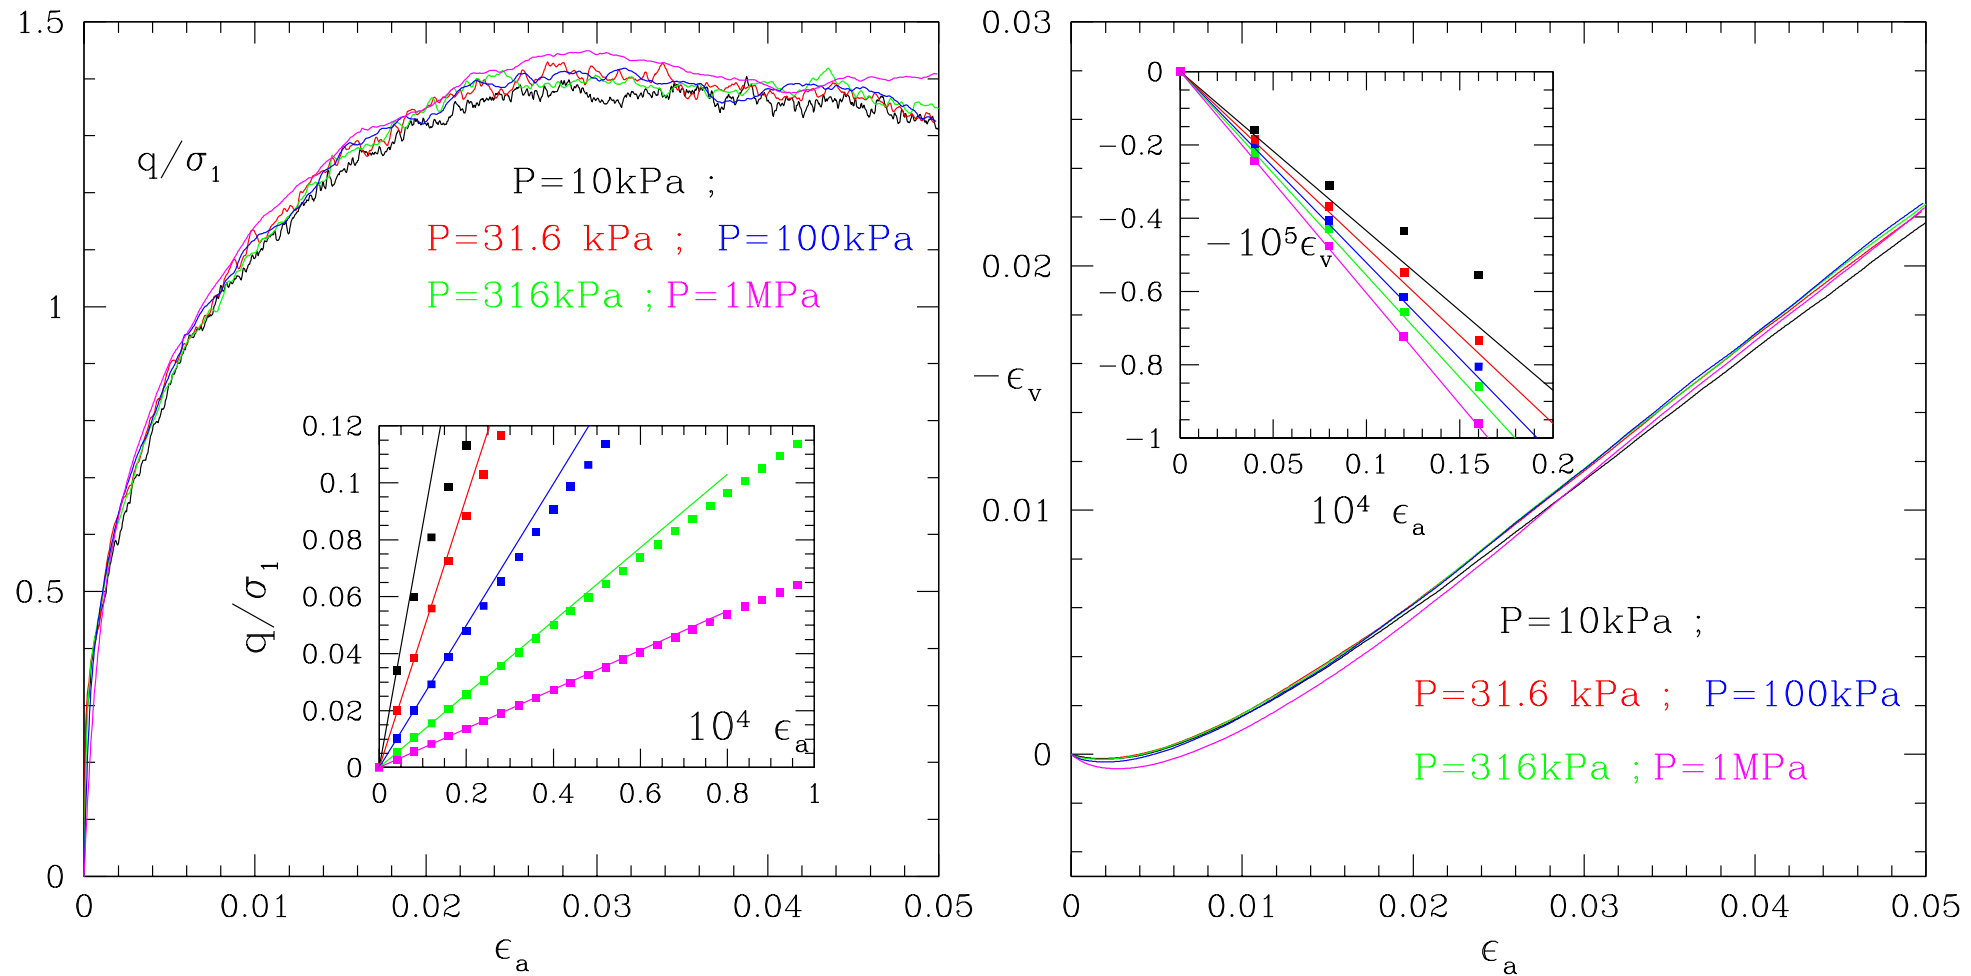 1.5
q/σ₁
P=10kPa ;
P=31.6 kPa ; P=100kPa
P=316kPa ; P=1MPa
1
0.5
0
0 0.01 0.02 0.03 0.04 0.05
ϵₐ
0.12
0.1
0.08
0.06
0.04
0.02
0
q/σ₁
10⁴ ϵₐ
0 0.2 0.4 0.6 0.8 1
0.03
0.02
0.01
0
−ϵᵥ
0
−0.2
−0.4
−10⁵ϵᵥ
−0.6
−0.8
−1
0 0.05 0.1 0.15 0.2
10⁴ ϵₐ
P=10kPa ;
P=31.6 kPa ; P=100kPa
P=316kPa ; P=1MPa
0 0.01 0.02 0.03 0.04 0.05
ϵₐ